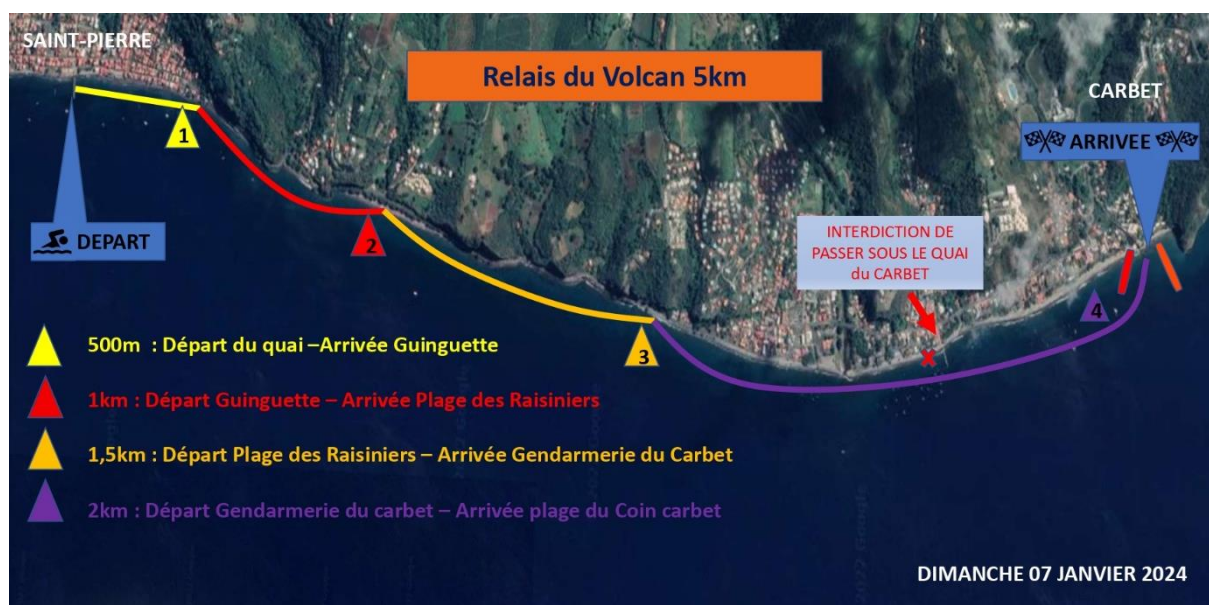 SAINT-PIERRE
Relais du Volcan 5km
CARBET
ARRIVEE
1
DEPART
2
INTERDICTION DE
PASSER SOUS LE QUAI
du CARBET
4
3
500m : Départ du quai –Arrivée Guinguette
1km : Départ Guinguette – Arrivée Plage des Raisiniers
1,5km : Départ Plage des Raisiniers – Arrivée Gendarmerie du Carbet
2km : Départ Gendarmerie du carbet – Arrivée plage du Coin carbet
DIMANCHE 07 JANVIER 2024